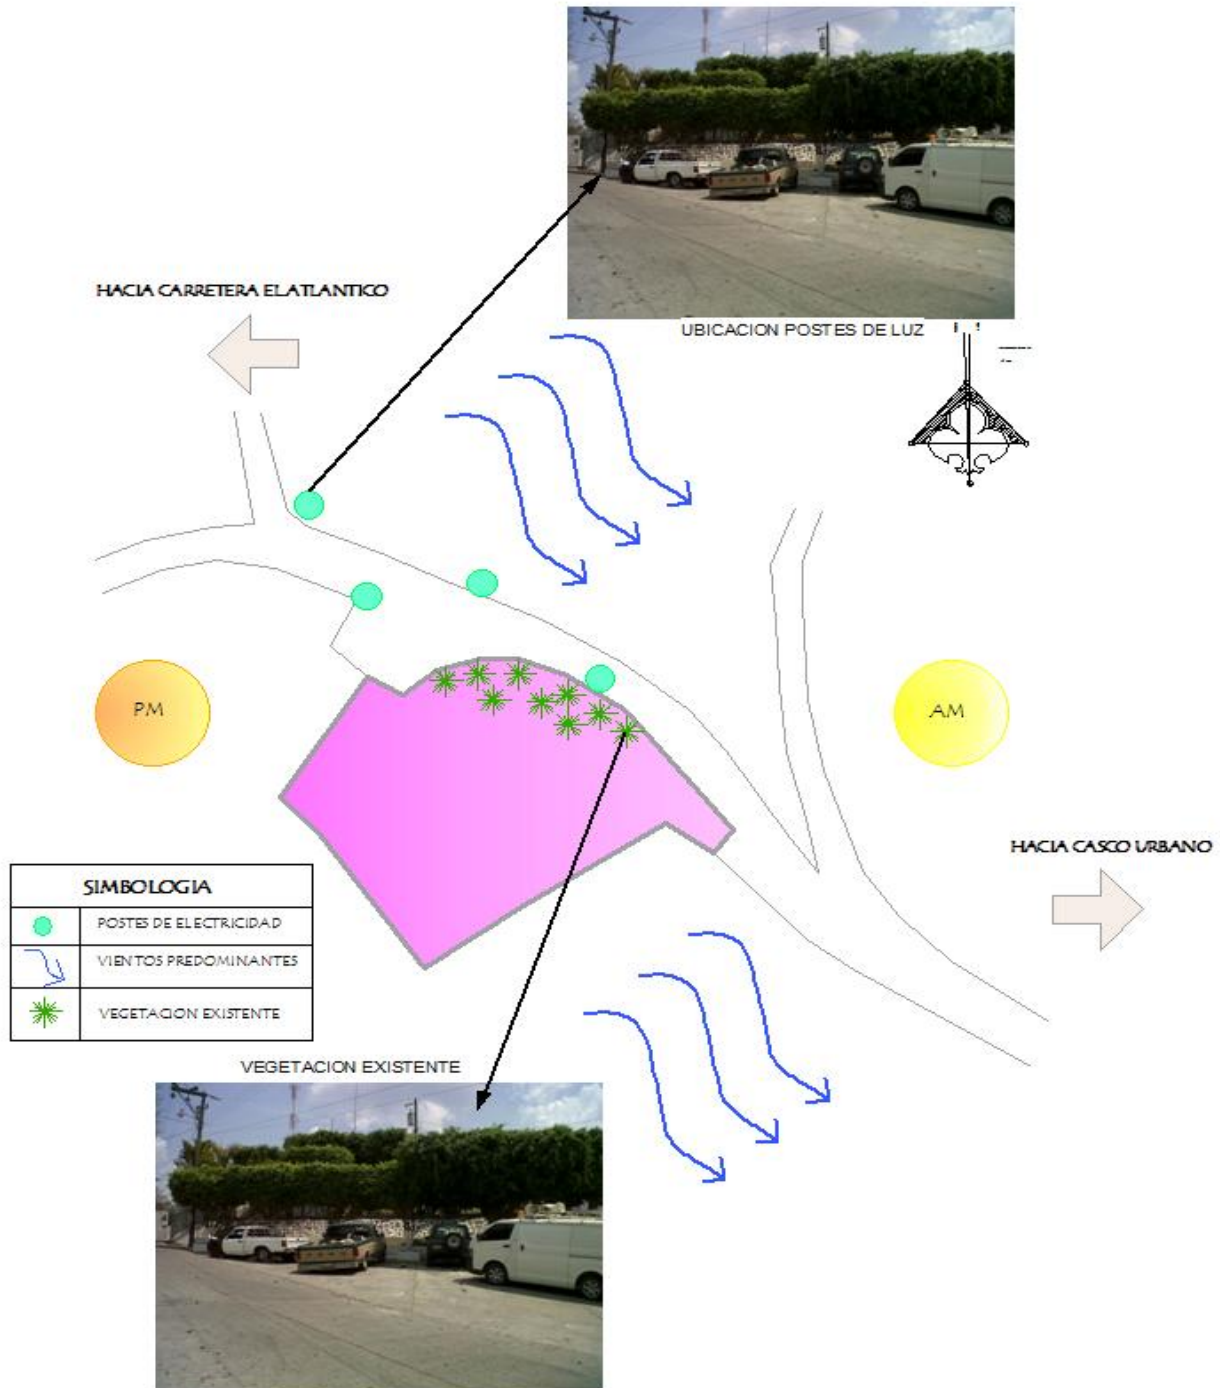 HACIA CARRETERA EL ATLANTICO
UBICACION POSTES DE LUZ
PM
AM
HACIA CASCO URBANO
SIMBOLOGIA
POSTES DE ELECTRICIDAD
VIENTOS PREDOMINANTES
VEGETACION EXISTENTE
VEGETACION EXISTENTE